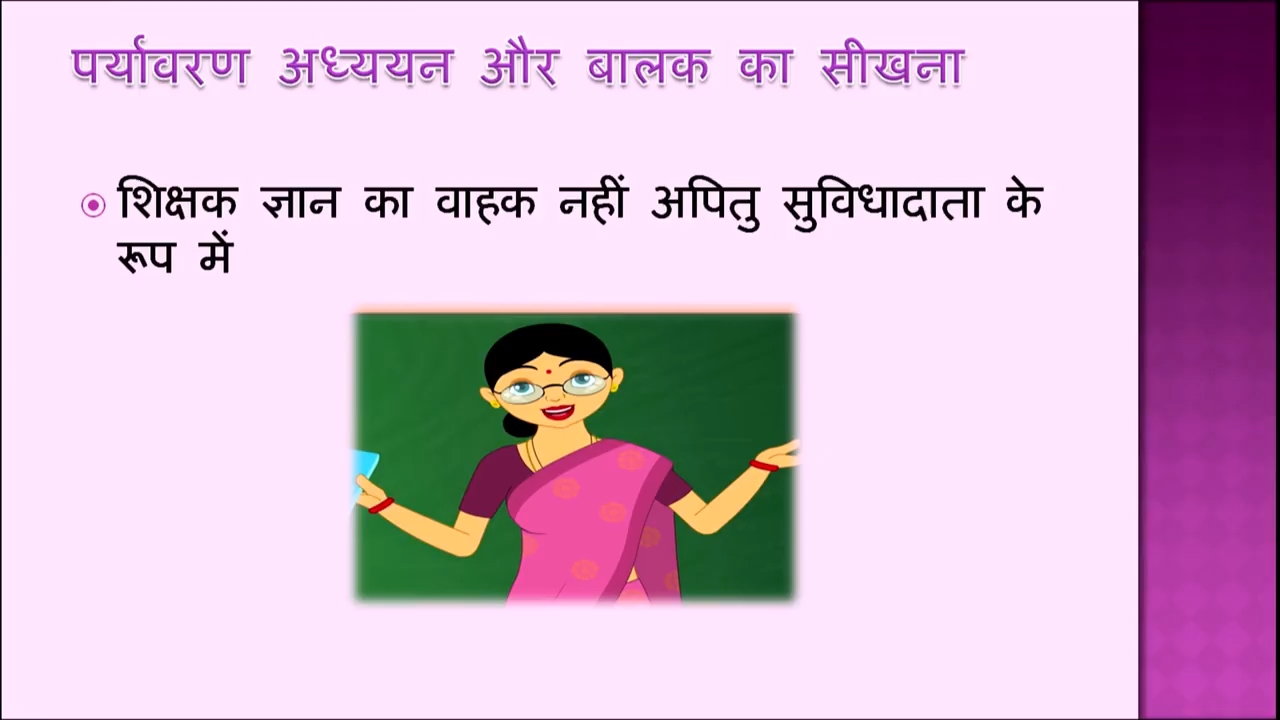 पर्यावरण अध्ययन और बालक का सीखना
शिक्षक ज्ञान का वाहक नहीं अपितु सुविधादाता के
रूप में